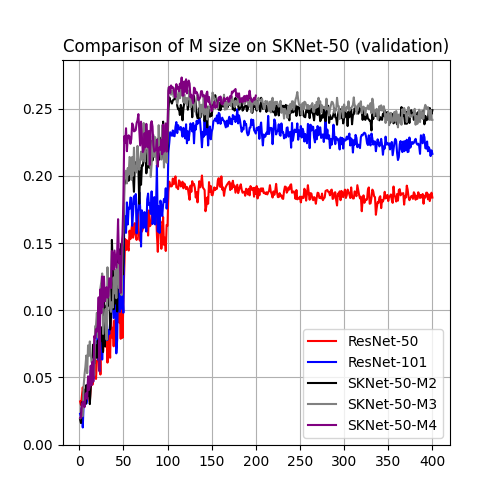 Comparison of M size on SKNet-50 (validation)
0.25
0.20
0.15
0.10
0.05
0.00
0 50 100 150 200 250 300 350 400
ResNet-50
ResNet-101
SKNet-50-M2
SKNet-50-M3
SKNet-50-M4